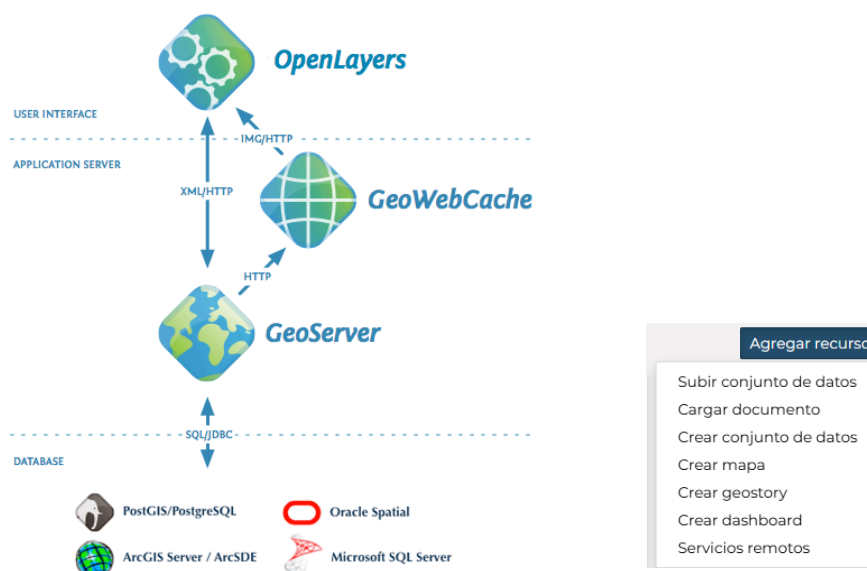 OpenLayers
USER INTERFACE
IMG/HTTP
APPLICATION SERVER
XML/HTTP
GeoWebCache
HTTP
GeoServer
SQL/JDBC
DATABASE
PostGIS/PostgreSQL
Oracle Spatial
ArcGIS Server / ArcSDE
Microsoft SQL Server
Agregar recurso
Subir conjunto de datos
Cargar documento
Crear conjunto de datos
Crear mapa
Crear geostory
Crear dashboard
Servicios remotos